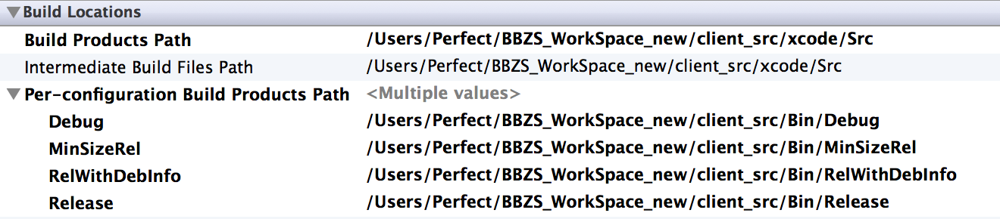 Build Locations
Build Products Path /Users/Perfect/BBZS_WorkSpace_new/client_src/xcode/Src
Intermediate Build Files Path /Users/Perfect/BBZS_WorkSpace_new/client_src/xcode/Src
Per-configuration Build Products Path <Multiple values>
Debug /Users/Perfect/BBZS_WorkSpace_new/client_src/Bin/Debug
MinSizeRel /Users/Perfect/BBZS_WorkSpace_new/client_src/Bin/MinSizeRel
RelWithDebInfo /Users/Perfect/BBZS_WorkSpace_new/client_src/Bin/RelWithDebInfo
Release /Users/Perfect/BBZS_WorkSpace_new/client_src/Bin/Release